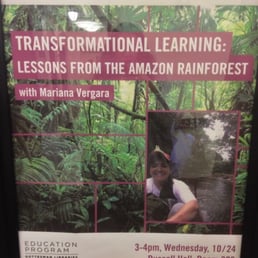 TRANSFORMATIONAL LEARNING:
LESSONS FROM THE AMAZON RAINFOREST
with Mariana Vergara
EDUCATION
PROGRAM
3-4pm, Wednesday, 10/24